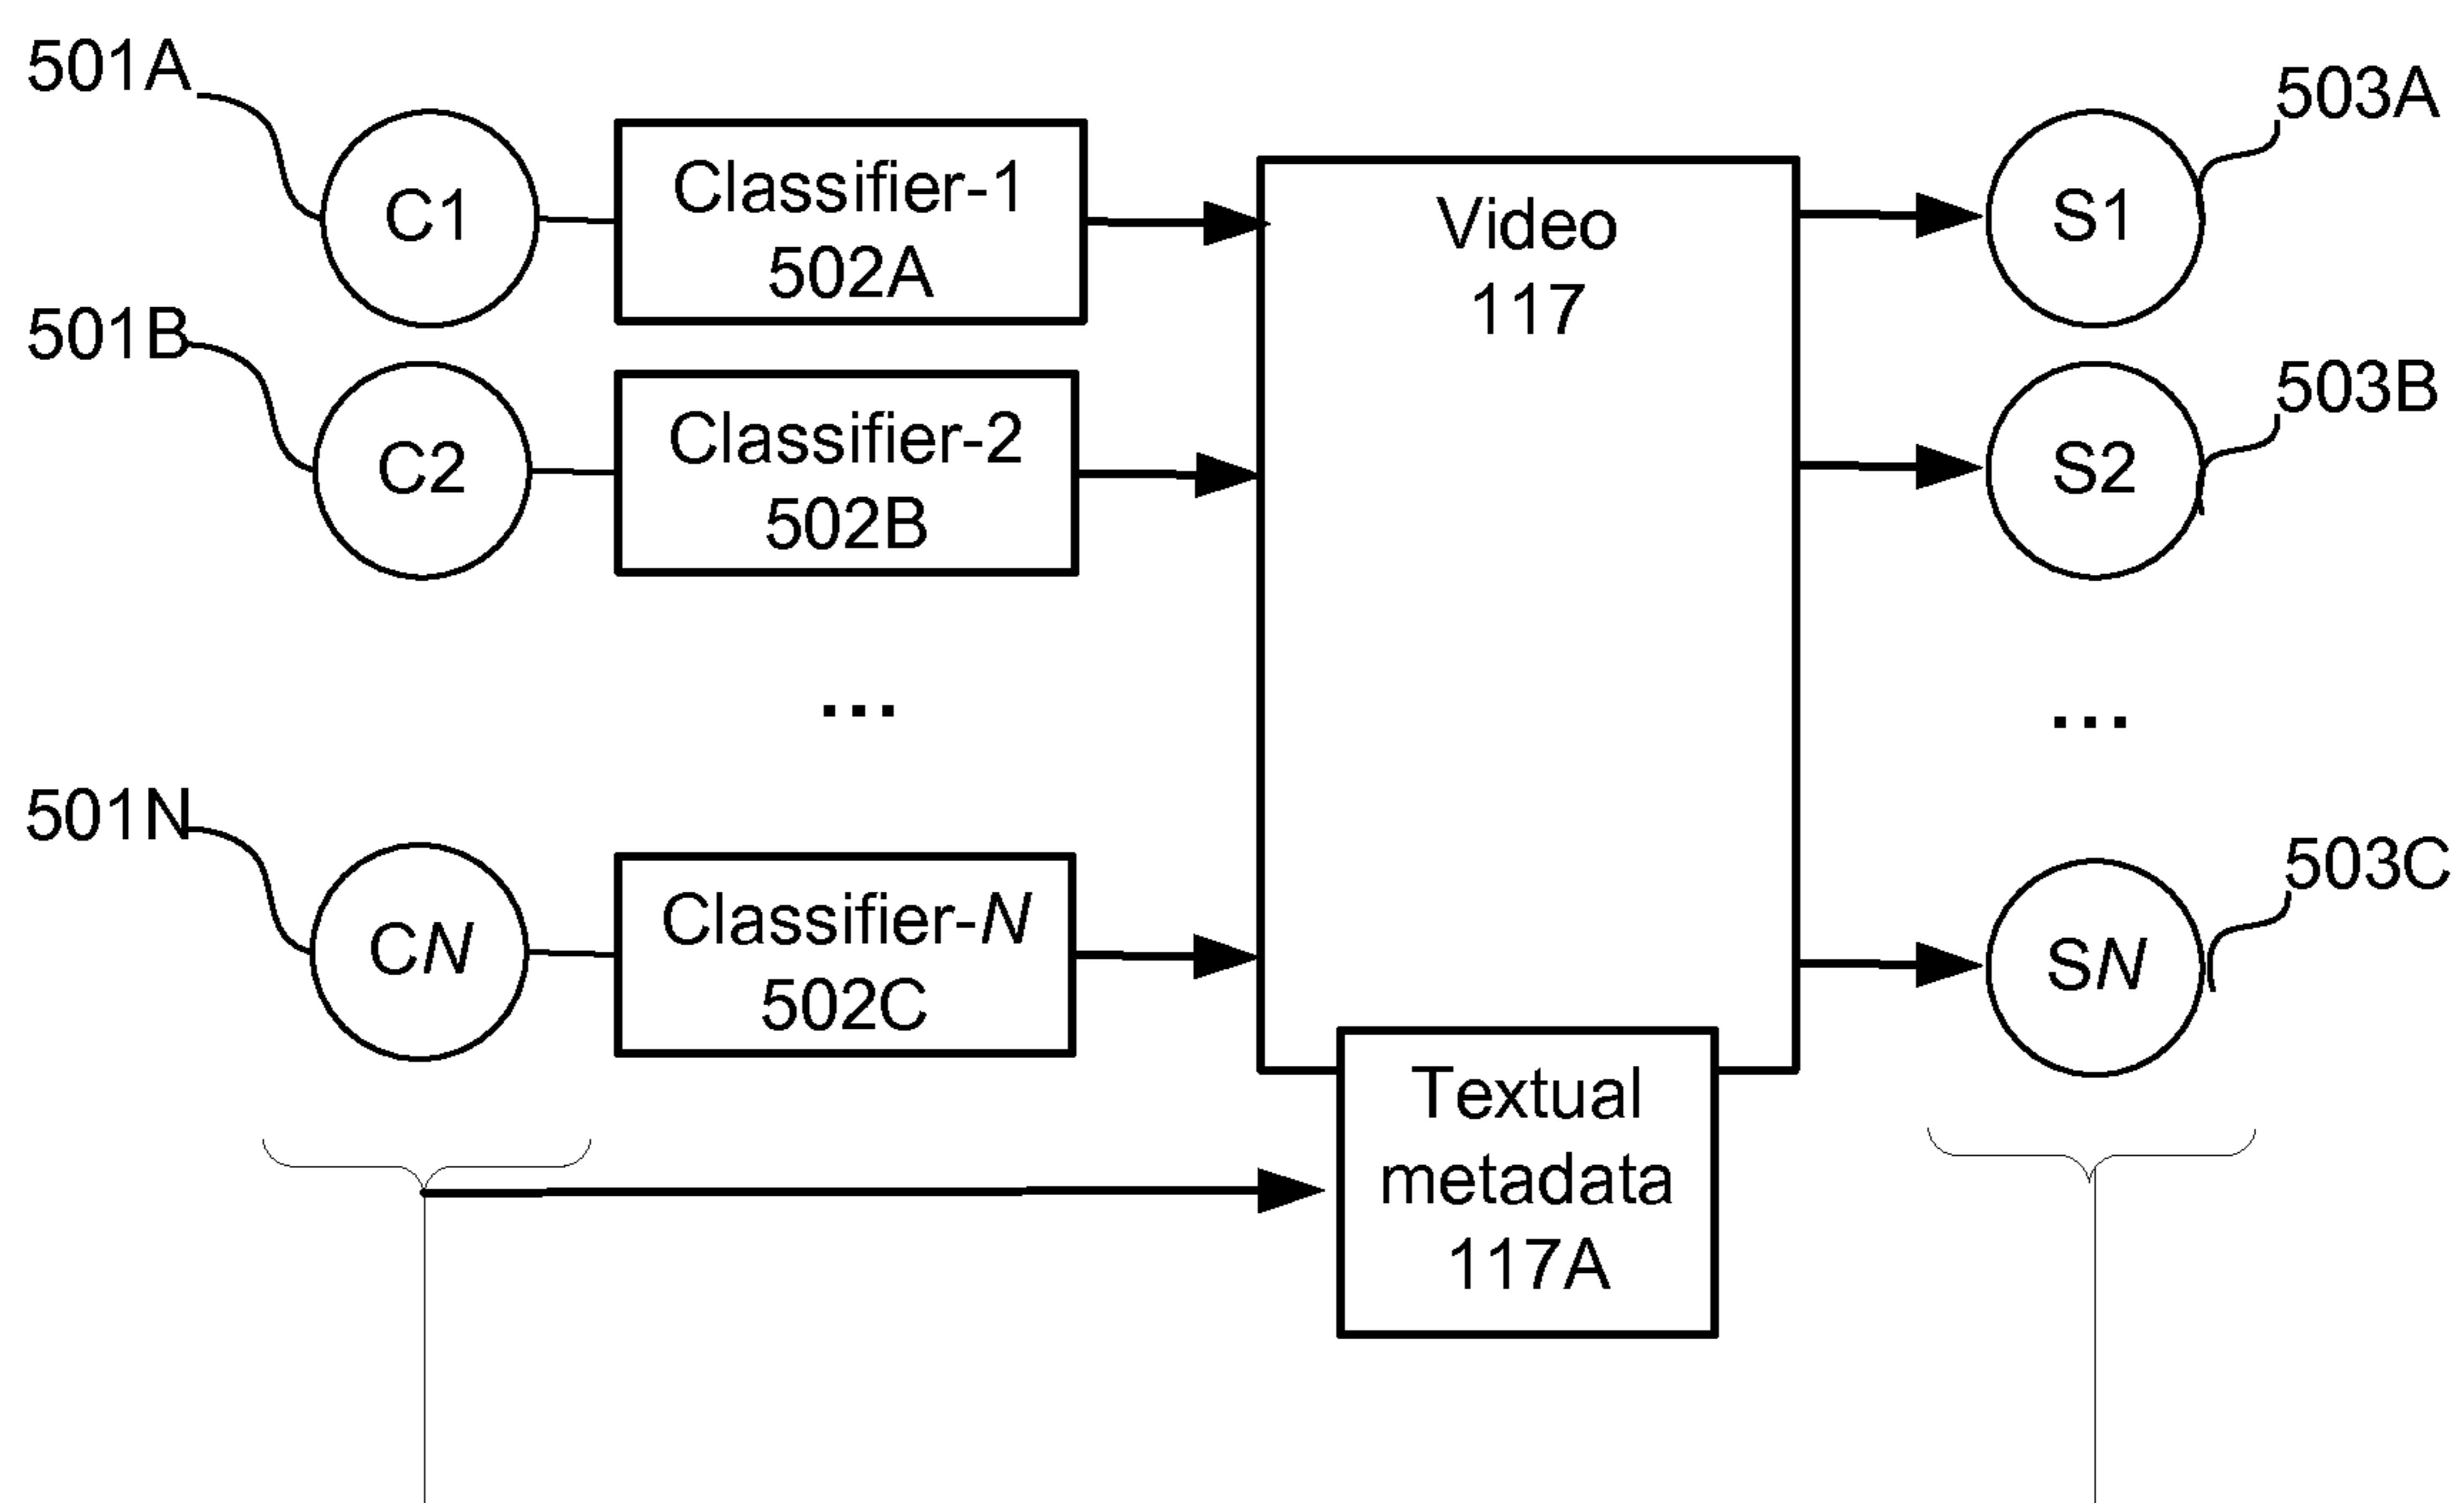 501A
503A
C1
Classifier-1
502A
Video
117
S1
501B
503B
C2
Classifier-2
502B
S2
...
...
501N
503C
CN
Classifier-N
502C
SN
Textual
metadata
117A